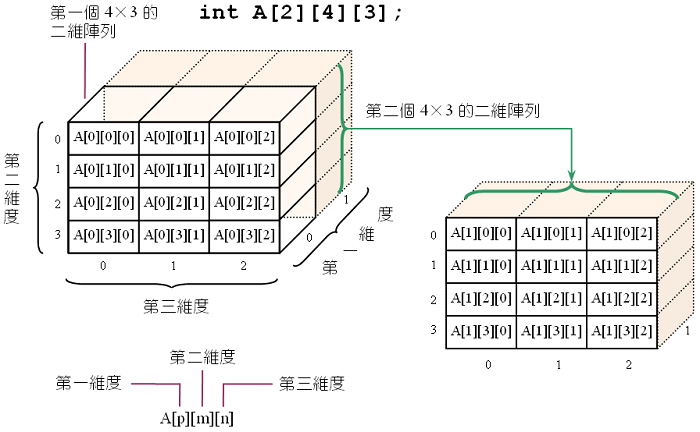 第一個 4×3 的
二維陣列
int A[2][4][3];
第二個 4×3 的二維陣列
第二維度
0 A[0][0][0] A[0][0][1] A[0][0][2]
1 A[0][1][0] A[0][1][1] A[0][1][2]
2 A[0][2][0] A[0][2][1] A[0][2][2]
3 A[0][3][0] A[0][3][1] A[0][3][2]
0 1 2
第三維度
0 1
第一維度
0 A[1][0][0] A[1][0][1] A[1][0][2]
1 A[1][1][0] A[1][1][1] A[1][1][2]
2 A[1][2][0] A[1][2][1] A[1][2][2]
3 A[1][3][0] A[1][3][1] A[1][3][2]
1
0 1 2
第二維度
第一維度 第三維度
A[p][m][n]